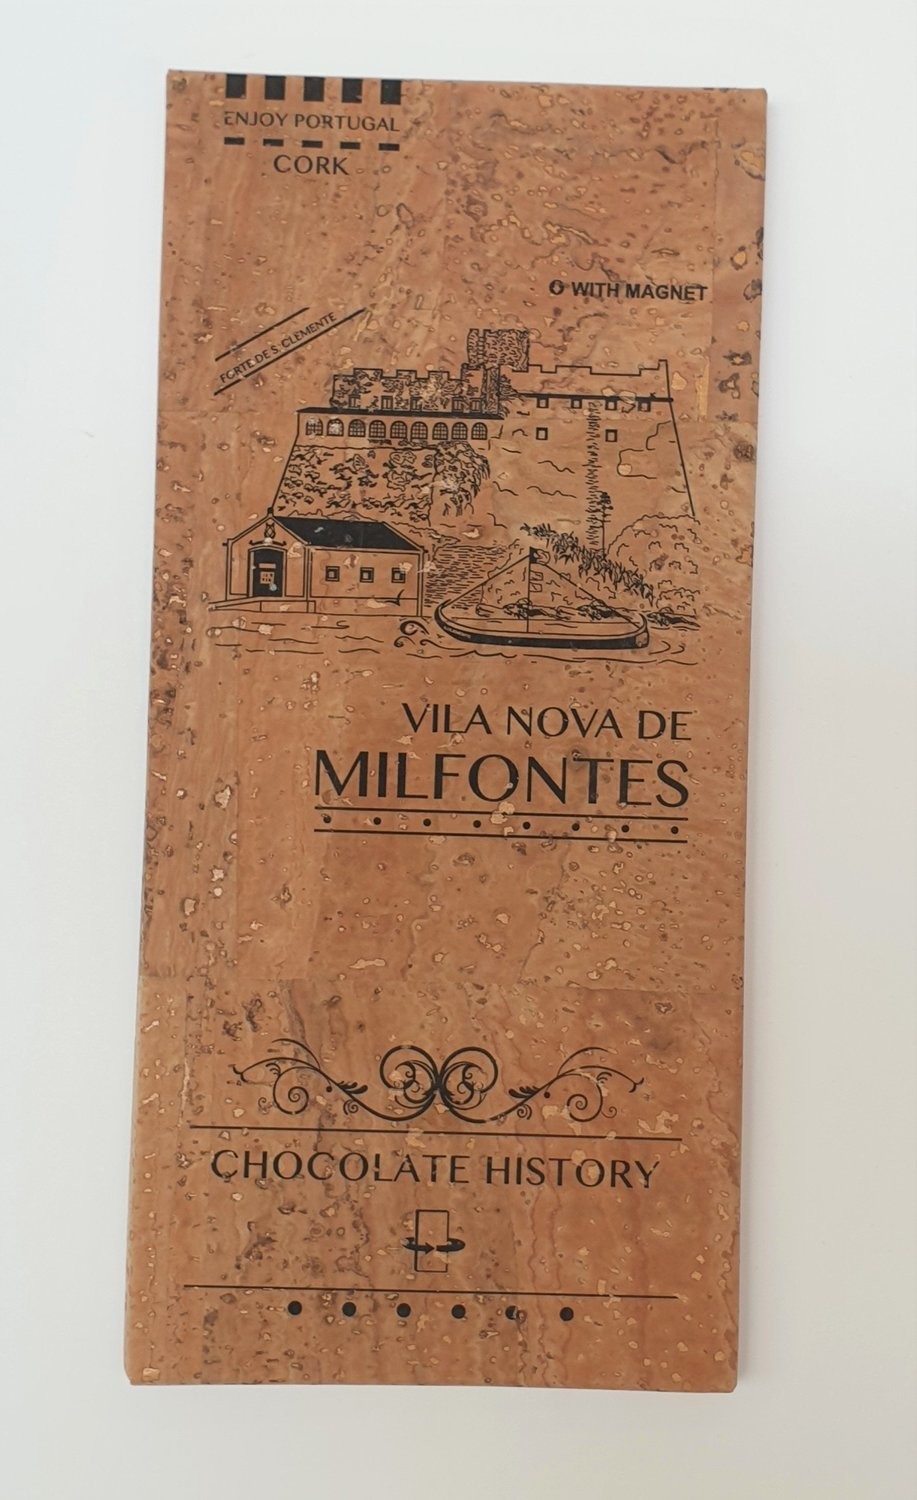 ENJOY PORTUGAL
CORK
WITH MAGNET
FORTE DE S. CLEMENTE
VILA NOVA DE
MILFONTES
CHOCOLATE HISTORY